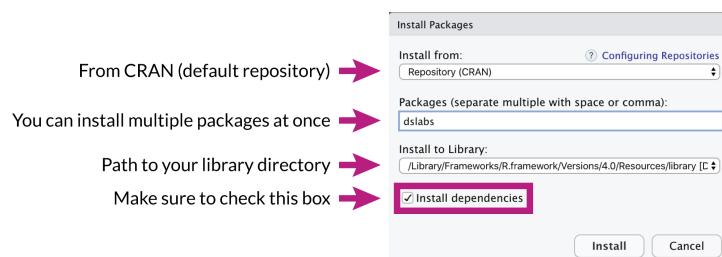 Install Packages
Install from:
Configuring Repositories
From CRAN (default repository)
Repository (CRAN)
Packages (separate multiple with space or comma):
You can install multiple packages at once
dslabs
Install to Library:
Path to your library directory
/Library/Frameworks/R.framework/Versions/4.0/Resources/library [D
Make sure to check this box
Install dependencies
Install
Cancel